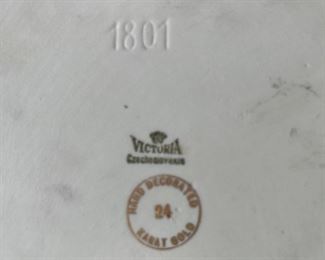 1801
VICTORIA
Czechoslovakia
HAND DECORATED
24
KARAT GOLD